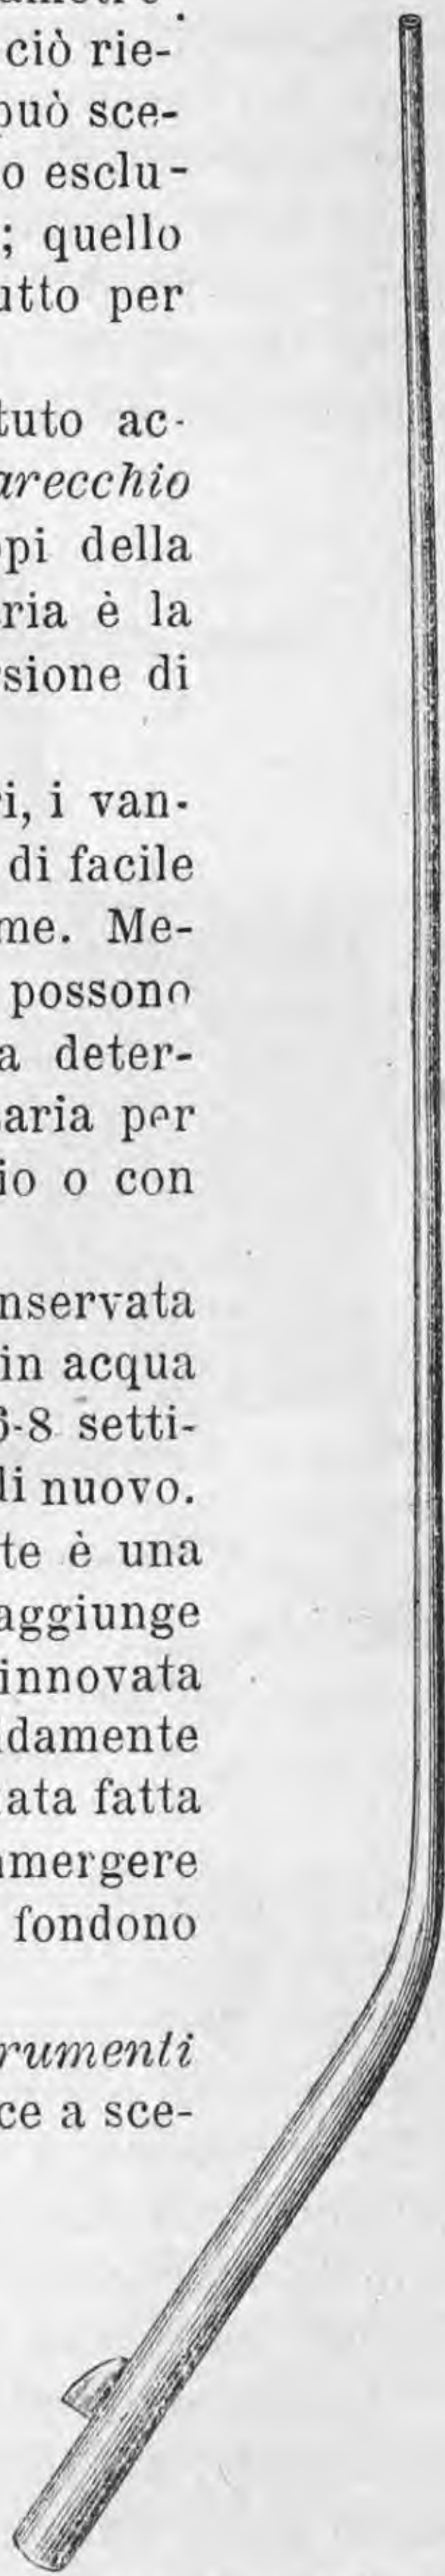 ciò rie-
può sce-
o esclu-
; quello
utto per
tuto ac-
arecchio
pi della
ria è la
sione di
i, i van-
di facile
me. Me-
possono
a deter-
aria per
io o con
nservata
in acqua
6-8 setti-
li nuovo.
te è una
aggiunge
innovata
damente
ata fatta
mergere
fondono
rumenti
ce a sce-